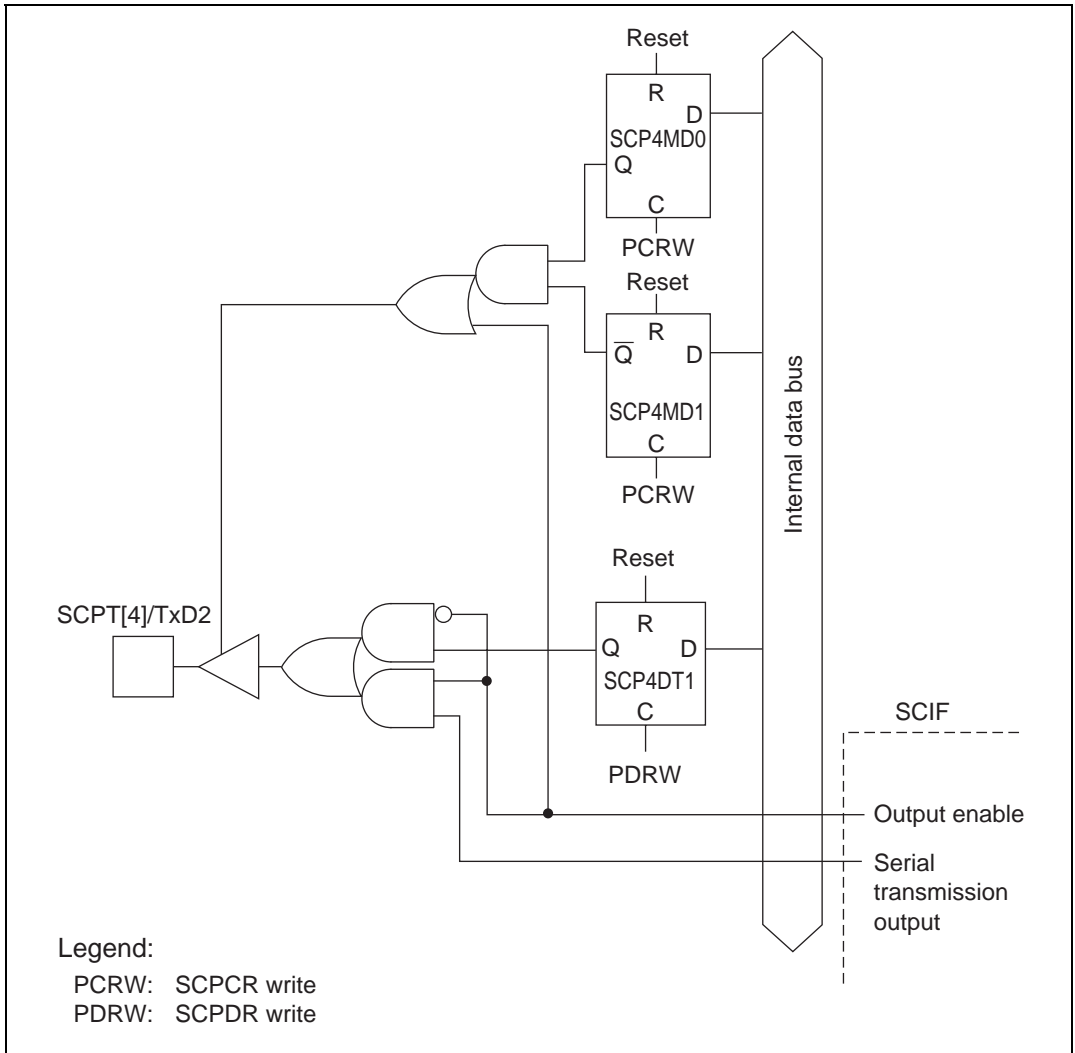 Reset
R
D
SCP4MD0
Q
C
PCRW
Reset
R
Q̅ D
SCP4MD1
C
PCRW
Internal data bus
Reset
SCPT[4]/TxD2
R
Q D
SCP4DT1
C
PDRW
SCIF
Output enable
Serial
transmission
output
Legend:
PCRW: SCPCR write
PDRW: SCPDR write